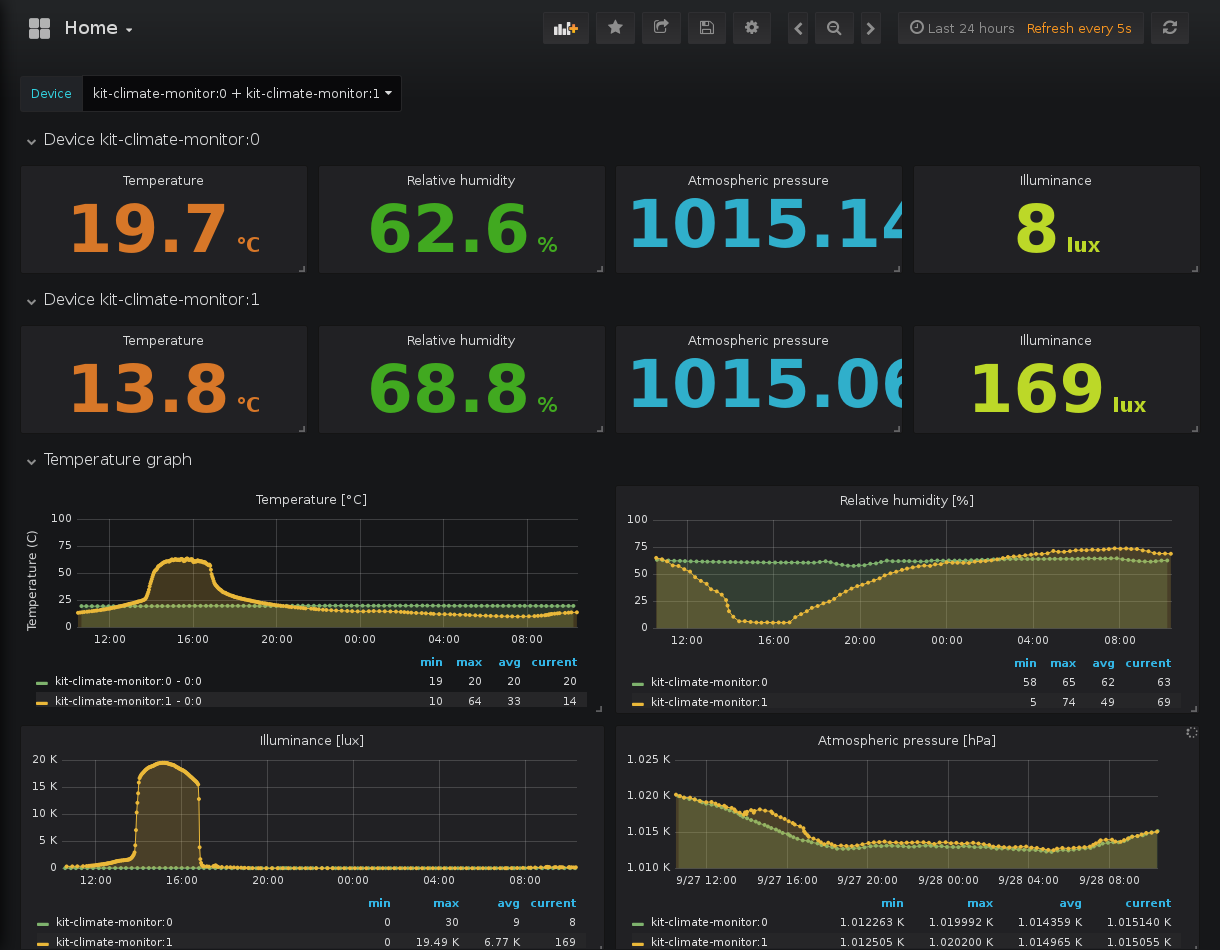 Home
Last 24 hours Refresh every 5s
Device kit-climate-monitor:0 + kit-climate-monitor:1
Device kit-climate-monitor:0
Temperature Relative humidity Atmospheric pressure Illuminance
19.7 °C 62.6 % 1015.14 8 lux
Device kit-climate-monitor:1
Temperature Relative humidity Atmospheric pressure Illuminance
13.8 °C 68.8 % 1015.06 169 lux
Temperature graph
Temperature [°C]
Temperature (C)
100
75
50
25
0
12:00 16:00 20:00 00:00 04:00 08:00
min max avg current
kit-climate-monitor:0 - 0:0 19 20 20 20
kit-climate-monitor:1 - 0:0 10 64 33 14
Relative humidity [%]
100
75
50
25
0
12:00 16:00 20:00 00:00 04:00 08:00
min max avg current
kit-climate-monitor:0 58 65 62 63
kit-climate-monitor:1 5 74 49 69
Illuminance [lux]
20 K
15 K
10 K
5 K
0
12:00 16:00 20:00 00:00 04:00 08:00
min max avg current
kit-climate-monitor:0 0 30 9 8
kit-climate-monitor:1 0 19.49 K 6.77 K 169
Atmospheric pressure [hPa]
1.025 K
1.020 K
1.015 K
1.010 K
9/27 12:00 9/27 16:00 9/27 20:00 9/28 00:00 9/28 04:00 9/28 08:00
min max avg current
kit-climate-monitor:0 1.012263 K 1.019992 K 1.014359 K 1.015140 K
kit-climate-monitor:1 1.012505 K 1.020200 K 1.014965 K 1.015055 K